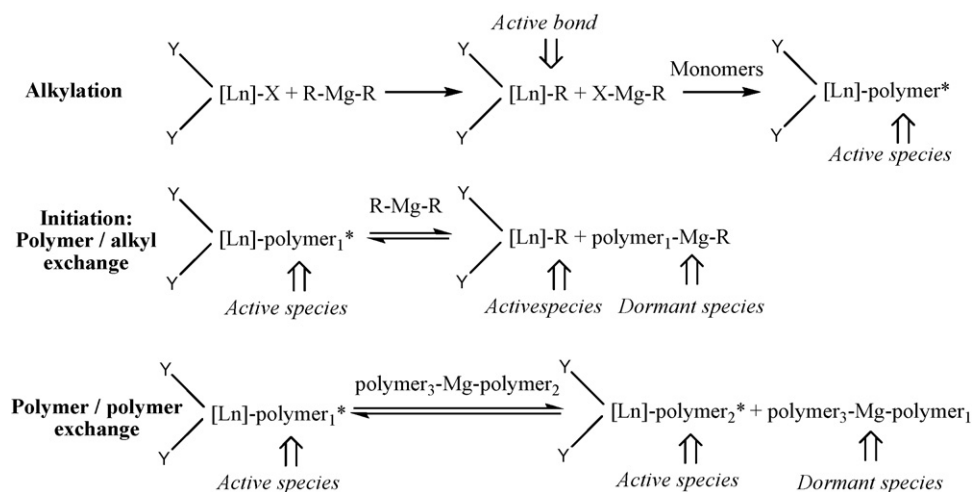 Active bond
Y
Alkylation [Ln]-X + R-Mg-R [Ln]-R + X-Mg-R Monomers [Ln]-polymer*
Y
Active species
Initiation:
Polymer / alkyl
exchange
Y
[Ln]-polymer₁* R-Mg-R [Ln]-R + polymer₁-Mg-R
Y
Active species Activespecies Dormant species
Polymer / polymer
exchange
Y
[Ln]-polymer₁* polymer₃-Mg-polymer₂ [Ln]-polymer₂* + polymer₃-Mg-polymer₁
Y
Active species Active species Dormant species